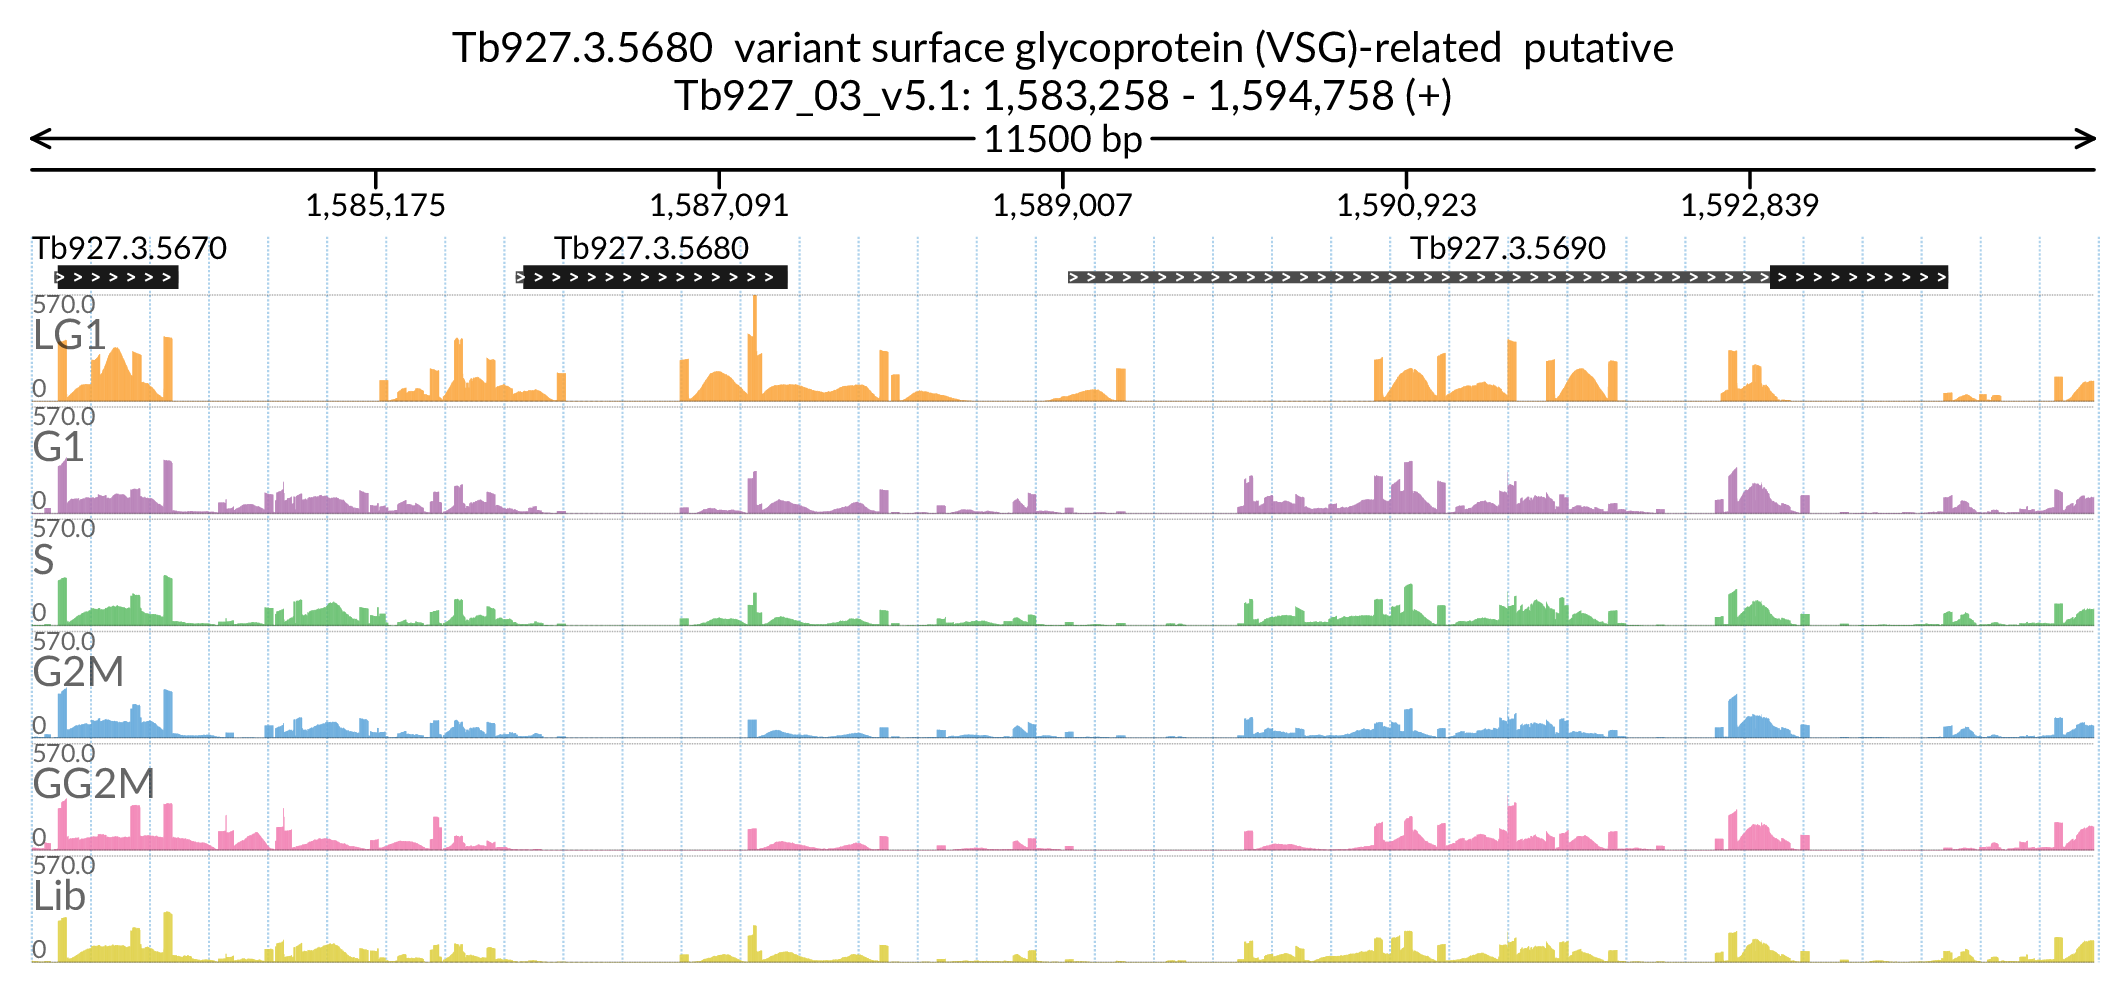 Tb927.3.5680  variant surface glycoprotein (VSG)-related  putative
Tb927_03_v5.1: 1,583,258 - 1,594,758 (+)
11500 bp
1,585,175 1,587,091 1,589,007 1,590,923 1,592,839
Tb927.3.5670 Tb927.3.5680 Tb927.3.5690
570.0
LG1
0
570.0
G1
0
570.0
S
0
570.0
G2M
0
570.0
GG2M
0
570.0
Lib
0